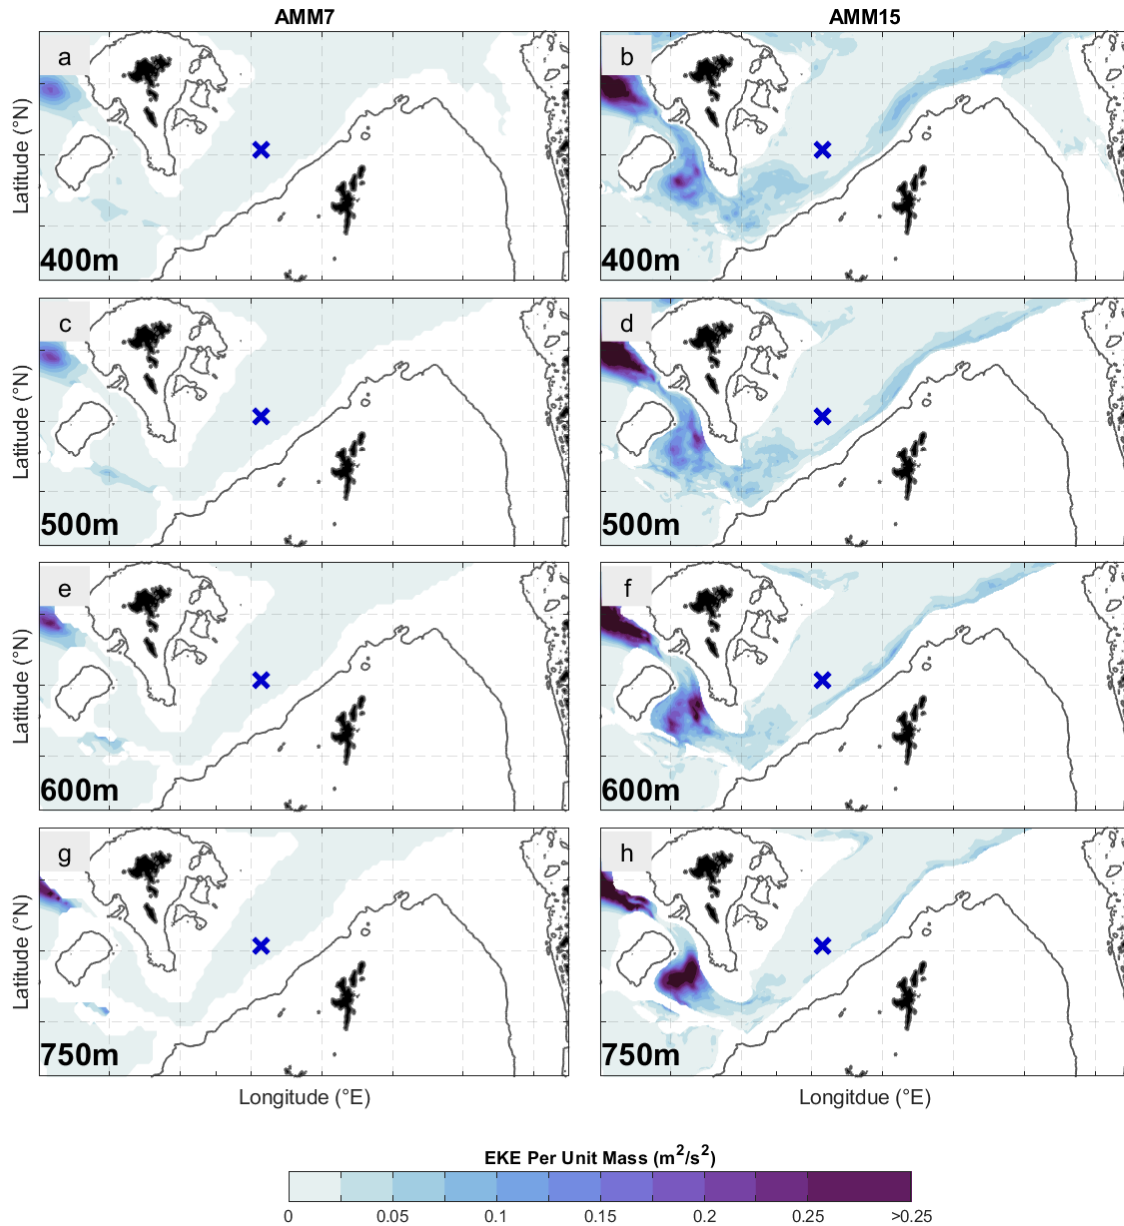 AMM7 AMM15
a b
Latitude (°N)
400m 400m
c d
Latitude (°N)
500m 500m
e f
Latitude (°N)
600m 600m
g h
Latitude (°N)
750m 750m
Longitude (°E) Longitdue (°E)
EKE Per Unit Mass (m²/s²)
0 0.05 0.1 0.15 0.2 0.25 >0.25